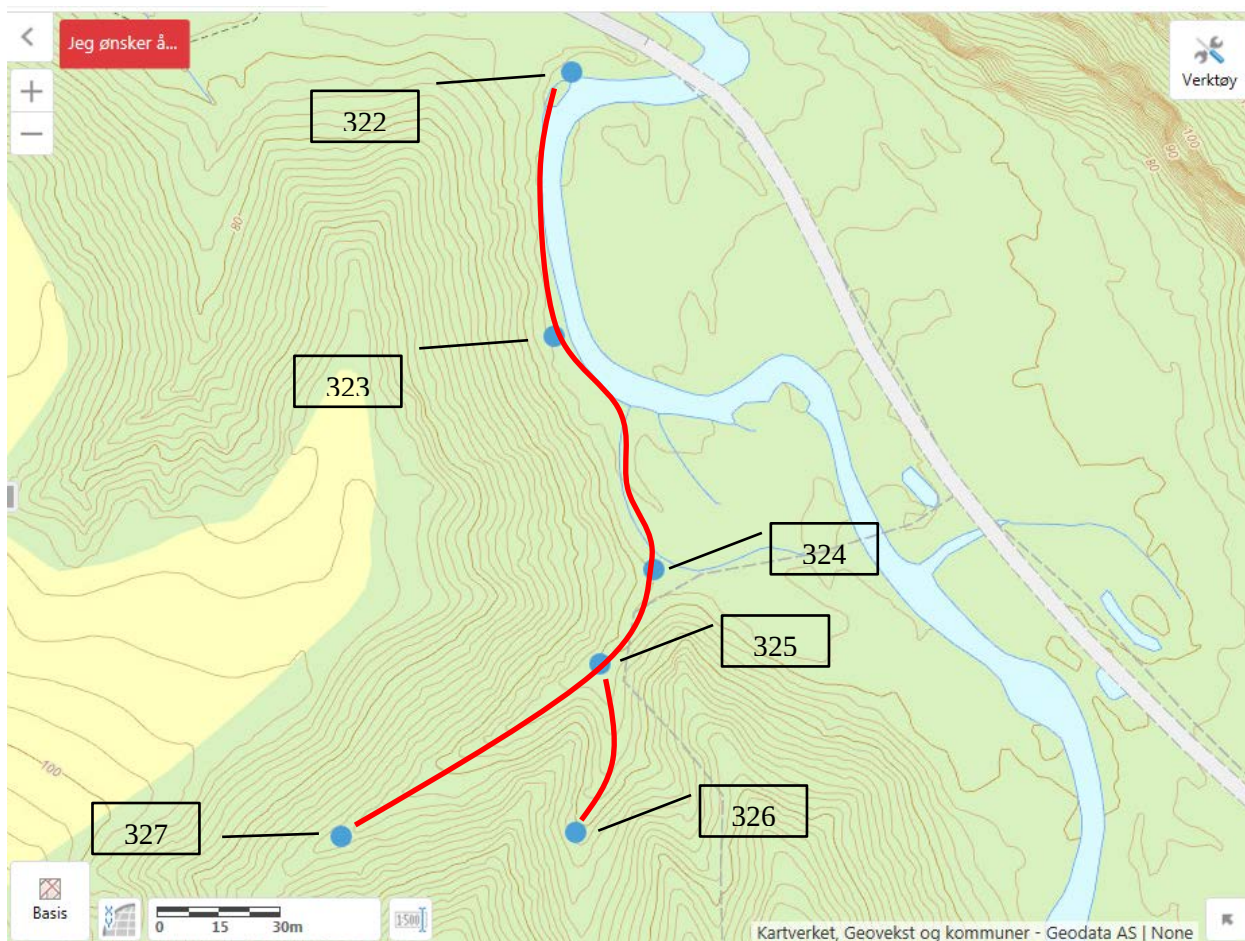 Jeg ønsker å...
Verktøy
322
100
90
80
80
323
324
325
100
327
326
Basis
X
Y
0 15 30m
1:500
Kartverket, Geovekst og kommuner - Geodata AS | None